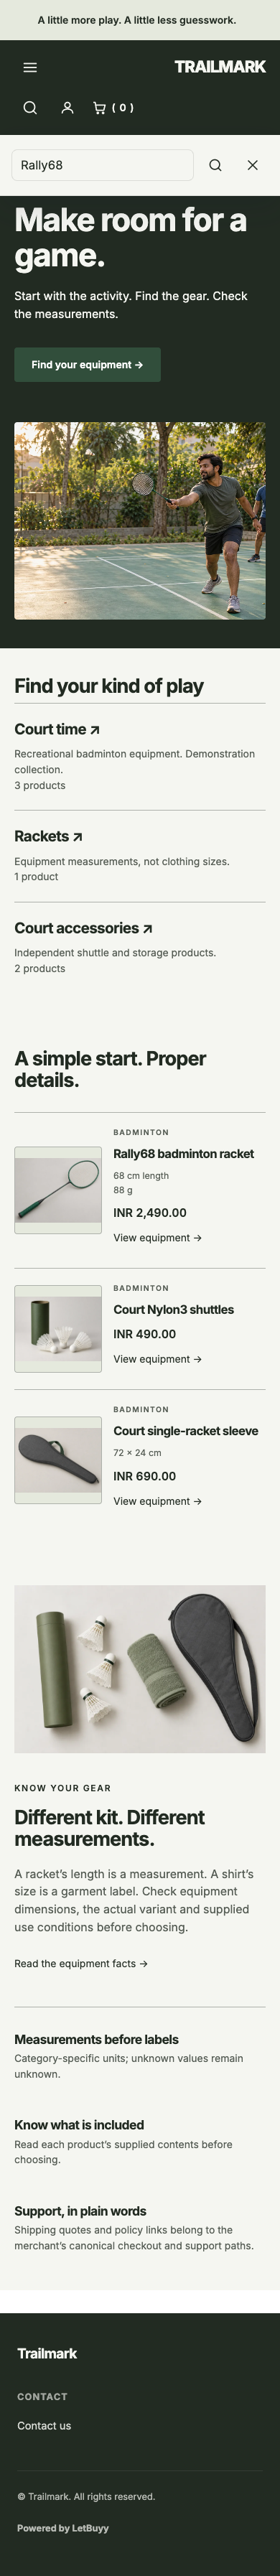 A little more play. A little less guesswork.
TRAILMARK
( 0 )
Rally68
Make room for a
game.
Start with the activity. Find the gear. Check
the measurements.
Find your equipment →
Find your kind of play
Court time ↗
Recreational badminton equipment. Demonstration
collection.
3 products
Rackets ↗
Equipment measurements, not clothing sizes.
1 product
Court accessories ↗
Independent shuttle and storage products.
2 products
A simple start. Proper
details.
BADMINTON
Rally68 badminton racket
68 cm length
88 g
INR 2,490.00
View equipment →
BADMINTON
Court Nylon3 shuttles
INR 490.00
View equipment →
BADMINTON
Court single-racket sleeve
72 × 24 cm
INR 690.00
View equipment →
KNOW YOUR GEAR
Different kit. Different
measurements.
A racket’s length is a measurement. A shirt’s
size is a garment label. Check equipment
dimensions, the actual variant and supplied
use conditions before choosing.
Read the equipment facts →
Measurements before labels
Category-specific units; unknown values remain
unknown.
Know what is included
Read each product’s supplied contents before
choosing.
Support, in plain words
Shipping quotes and policy links belong to the
merchant’s canonical checkout and support paths.
Trailmark
CONTACT
Contact us
© Trailmark. All rights reserved.
Powered by LetBuyy